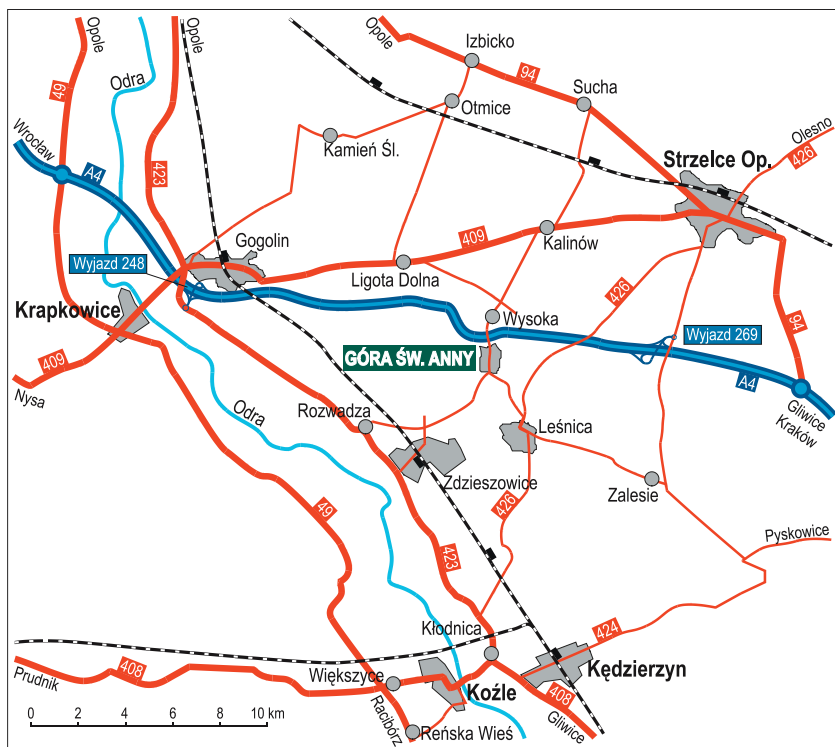 Opole
Opole
Opole
Izbicko
49
Odra
94
Sucha
Otmice
Olesno
426
Wrocław
423
Kamień Śl.
Strzelce Op.
A4
Gogolin
409
Kalinów
Wyjazd 248
Ligota Dolna
426
Krapkowice
Wysoka
94
Wyjazd 269
GÓRA ŚW. ANNY
409
A4
Nysa
Gliwice
Kraków
Odra
Rozwadza
Leśnica
Zdzieszowice
Zalesie
426
49
Pyskowice
423
Kłodnica
424
Prudnik
408
Większyce
Koźle
Kędzierzyn
408
Racibórz
Gliwice
Reńska Wieś
0 2 4 6 8 10 km